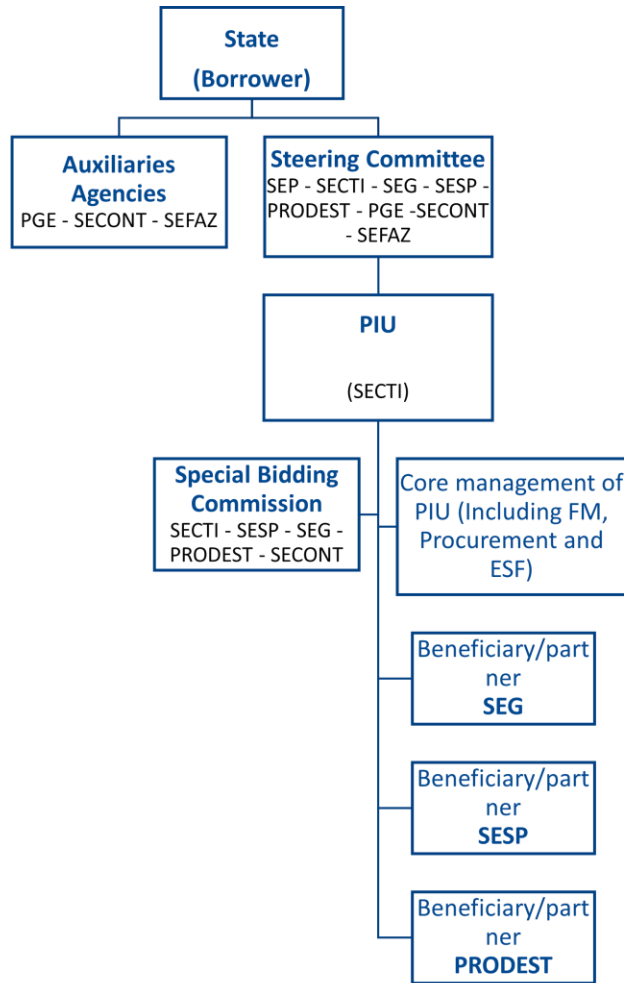 State
(Borrower)
Auxiliaries
Agencies
PGE - SECONT - SEFAZ
Steering Committee
SEP - SECTI - SEG - SESP -
PRODEST - PGE -SECONT
- SEFAZ
PIU
(SECTI)
Special Bidding
Commission
SECTI - SESP - SEG -
PRODEST - SECONT
Core management of
PIU (Including FM,
Procurement and
ESF)
Beneficiary/part
ner
SEG
Beneficiary/part
ner
SESP
Beneficiary/part
ner
PRODEST